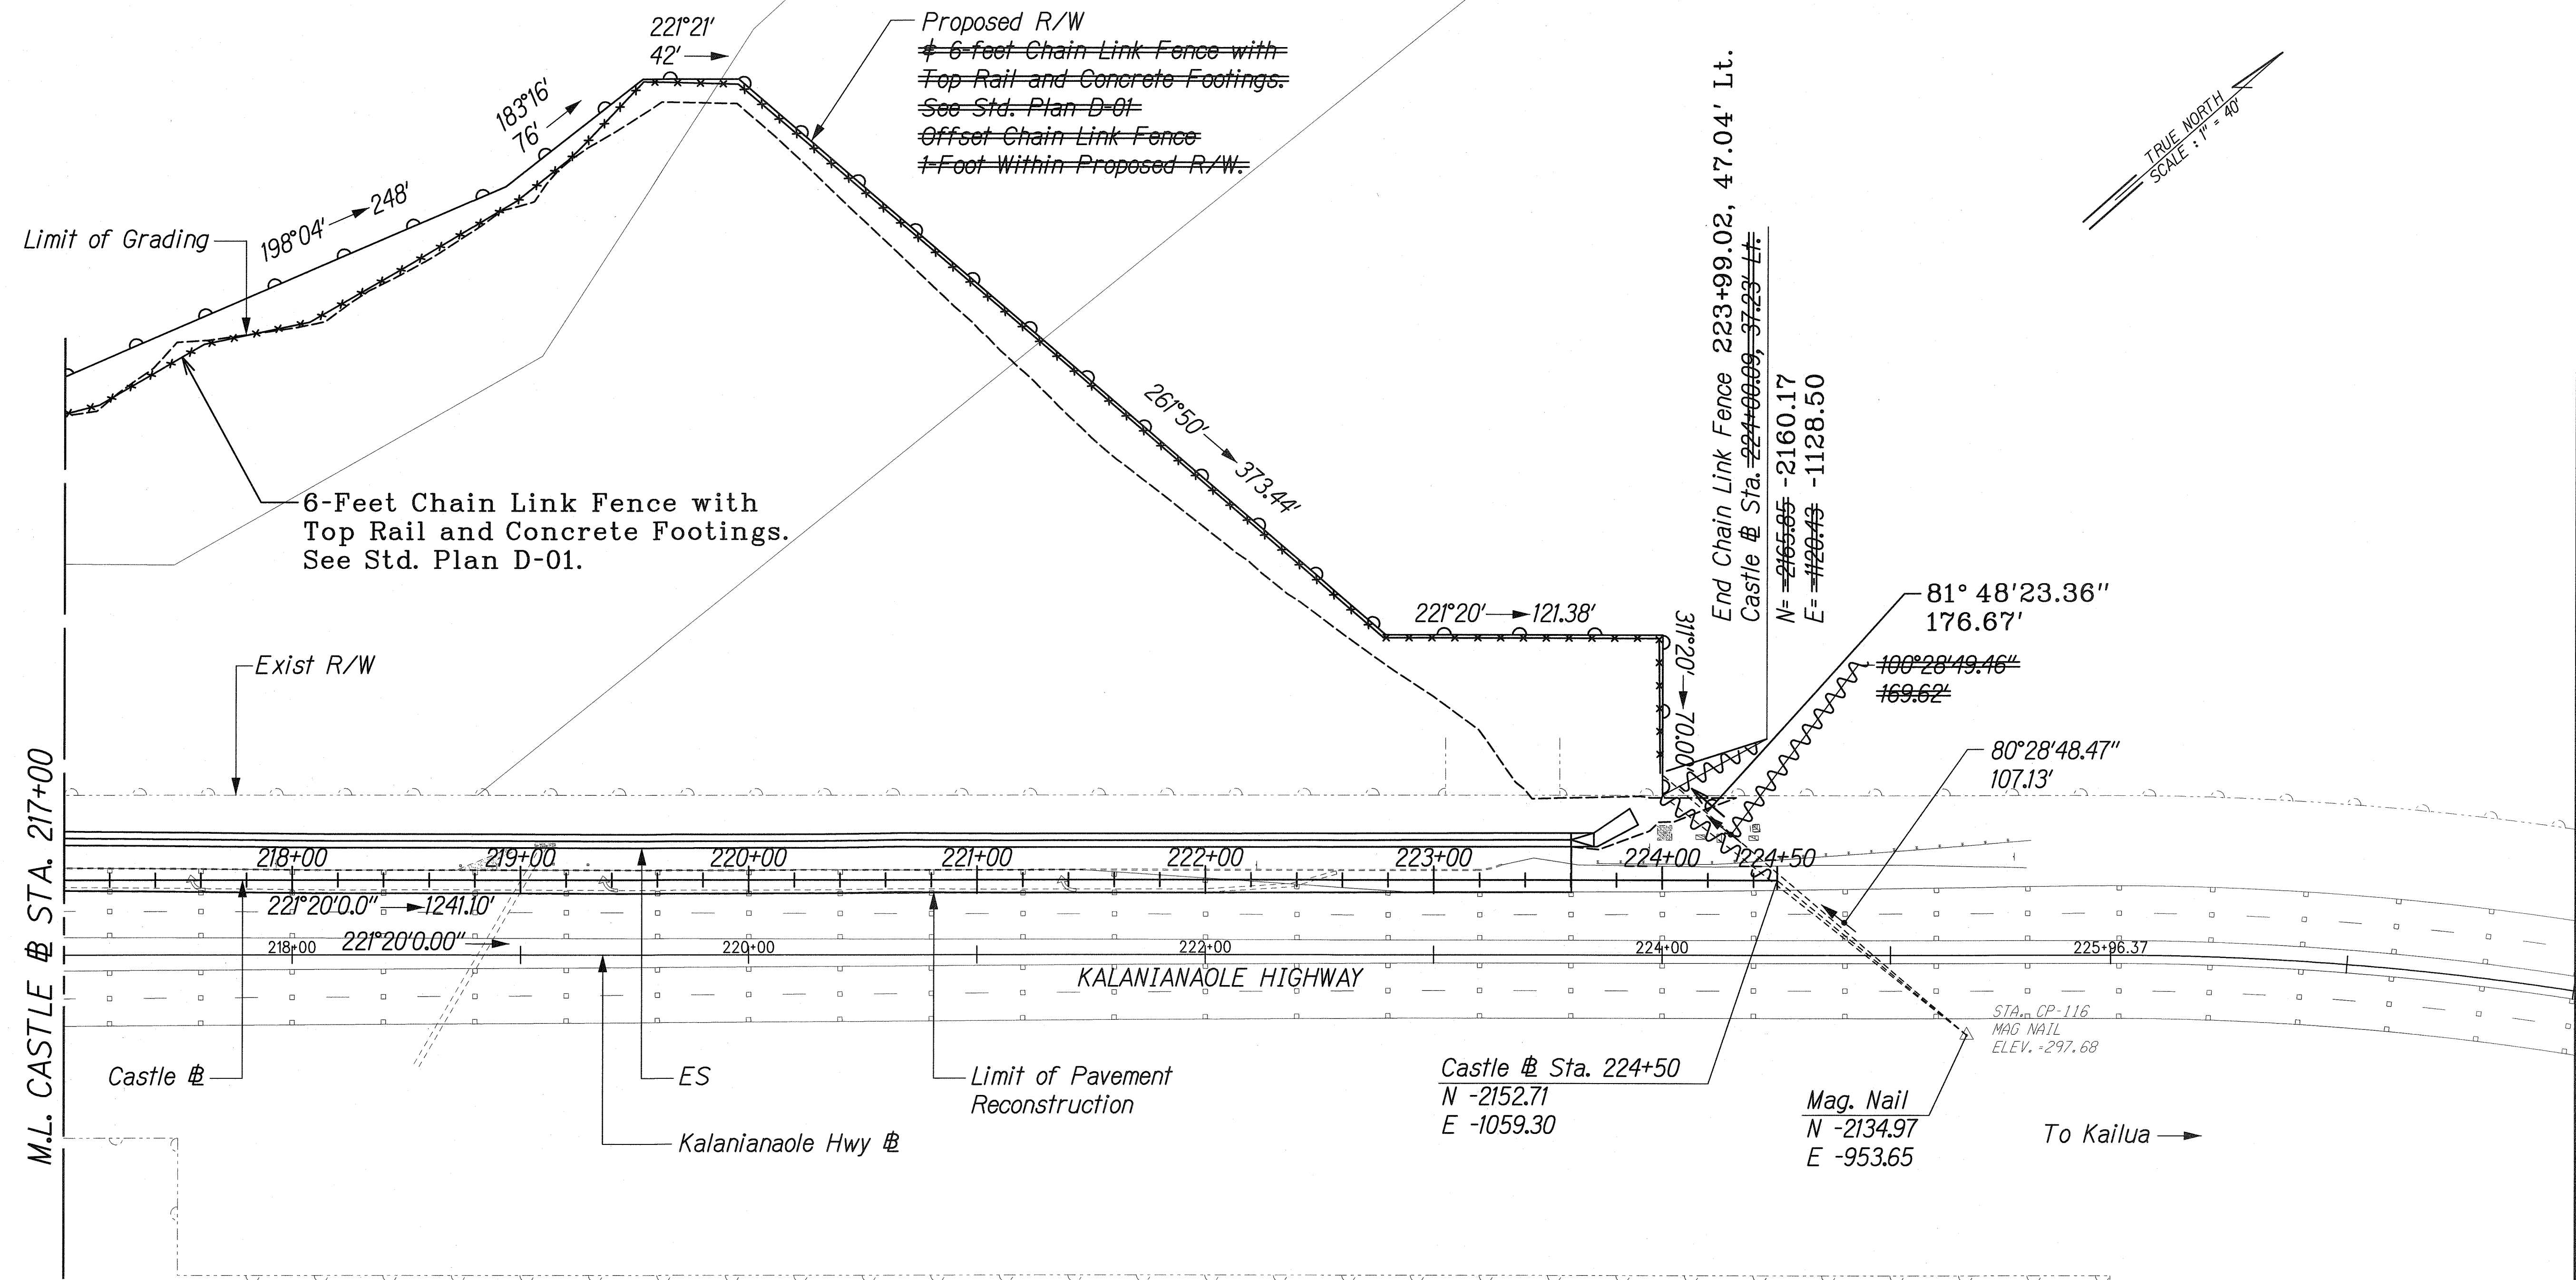 221°21'
42'
183°16'
76'
198°04' 248'
Limit of Grading
Proposed R/W
& 6-feet Chain Link Fence with
Top Rail and Concrete Footings.
See Std. Plan D-01
Offset Chain Link Fence
1-Foot Within Proposed R/W.
TRUE NORTH
SCALE : 1" = 40'
6-Feet Chain Link Fence with
Top Rail and Concrete Footings.
See Std. Plan D-01.
261°50' 373.44'
221°20' 121.38'
311°20' 70.00'
End Chain Link Fence 223+99.02, 47.04' Lt.
Castle BL Sta. 224+00.09, 37.23' Lt.
N= -2165.85 -2160.17
E= -1120.43 -1128.50
81° 48'23.36"
176.67'
100°28'49.46"
169.62'
80°28'48.47"
107.13'
Exist R/W
M.L. CASTLE BL STA. 217+00
218+00 219+00 220+00 221+00 222+00 223+00 224+00 224+50
221°20'0.0" 1241.10'
221°20'0.00"
218+00 220+00 222+00 224+00 225+96.37
KALANIANAOLE HIGHWAY
STA. CP-116
MAG NAIL
ELEV.=297.68
Castle BL
ES
Limit of Pavement
Reconstruction
Kalanianaole Hwy BL
Castle BL Sta. 224+50
N -2152.71
E -1059.30
Mag. Nail
N -2134.97
E -953.65
To Kailua